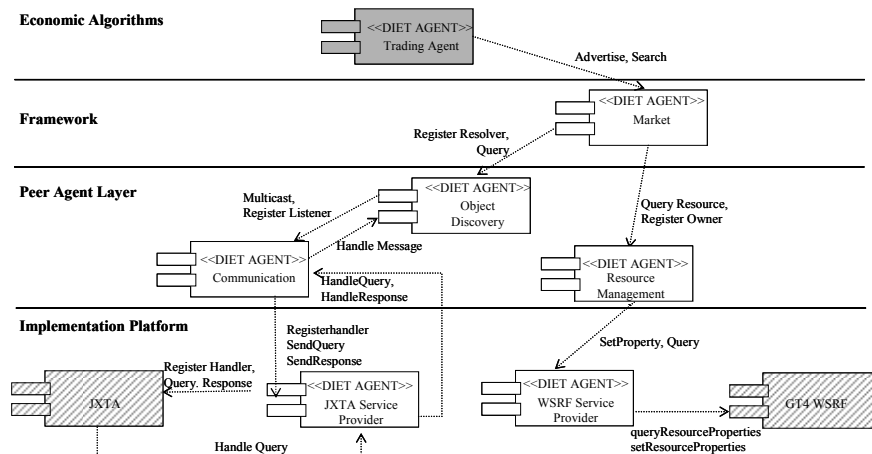 Economic Algorithms
<<DIET AGENT>>
Trading Agent
Advertise, Search
Framework
<<DIET AGENT>>
Market
Register Resolver,
Query
Peer Agent Layer
<<DIET AGENT>>
Object
Discovery
Multicast,
Register Listener
Query Resource,
Register Owner
Handle Message
<<DIET AGENT>>
Communication
<<DIET AGENT>>
Resource
Management
HandleQuery,
HandleResponse
Implementation Platform
Registerhandler
SendQuery
SendResponse
SetProperty, Query
Register Handler,
Query. Response
JXTA
<<DIET AGENT>>
JXTA Service
Provider
<<DIET AGENT>>
WSRF Service
Provider
GT4 WSRF
queryResourceProperties
setResourceProperties
Handle Query